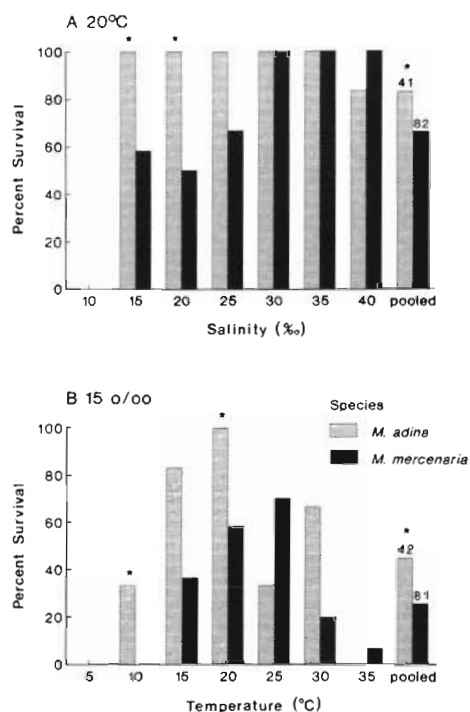 A 20°C
Percent Survival
100
80
60
40
20
0
* * *
41
82
10 15 20 25 30 35 40 pooled
Salinity (‰)
B 15 o/oo
Species
M. adina
M. mercenaria
Percent Survival
100
80
60
40
20
0
* * *
42
81
5 10 15 20 25 30 35 pooled
Temperature (°C)